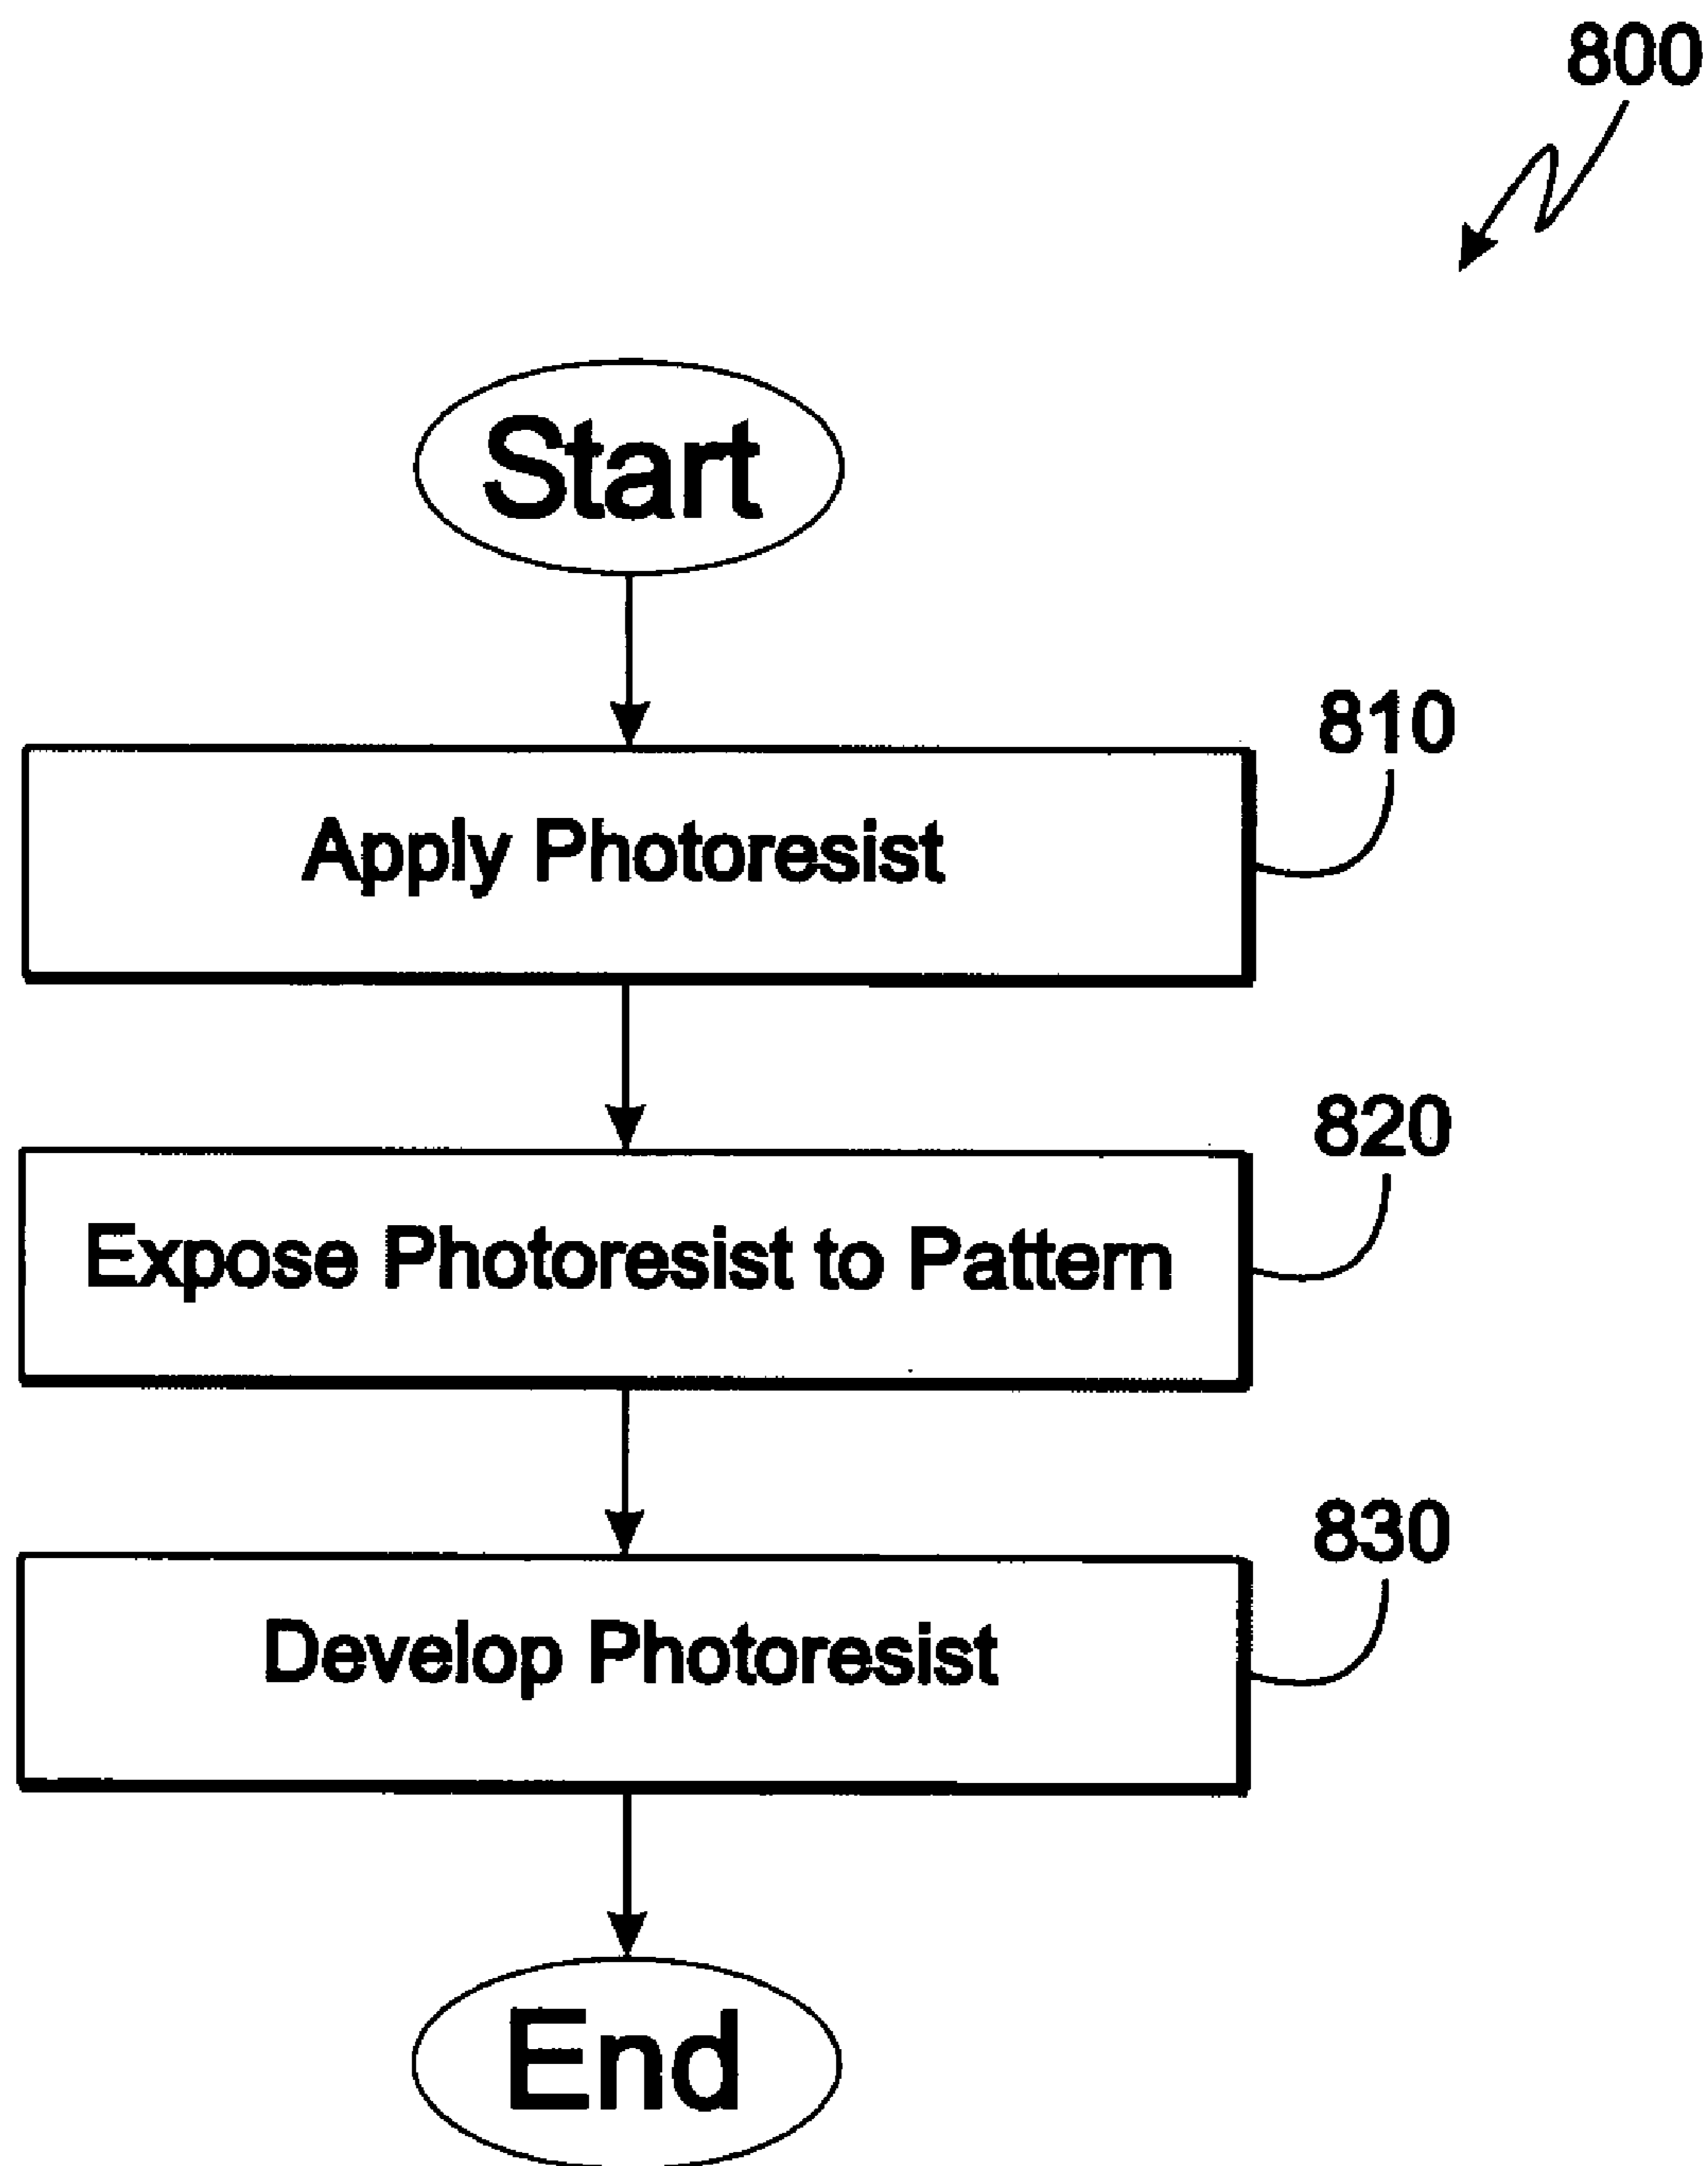 800
Start
810
Apply Photoresist
820
Expose Photoresist to Pattern
830
Develop Photoresist
End